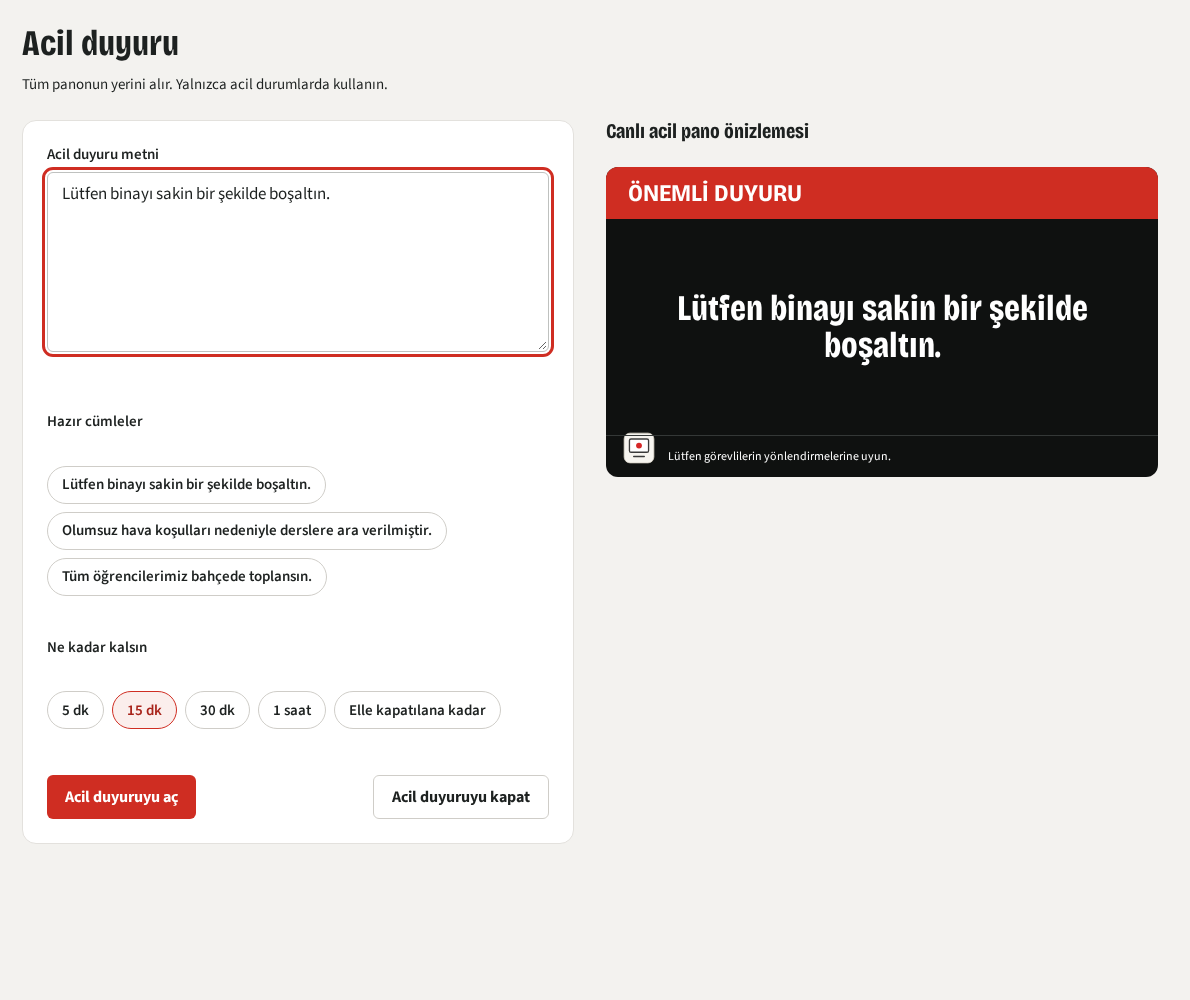 Acil duyuru
Tüm panonun yerini alır. Yalnızca acil durumlarda kullanın.
Acil duyuru metni
Lütfen binayı sakin bir şekilde boşaltın.
Hazır cümleler
Lütfen binayı sakin bir şekilde boşaltın.
Olumsuz hava koşulları nedeniyle derslere ara verilmiştir.
Tüm öğrencilerimiz bahçede toplansın.
Ne kadar kalsın
5 dk
15 dk
30 dk
1 saat
Elle kapatılana kadar
Acil duyuruyu aç
Acil duyuruyu kapat
Canlı acil pano önizlemesi
ÖNEMLİ DUYURU
Lütfen binayı sakin bir şekilde
boşaltın.
Lütfen görevlilerin yönlendirmelerine uyun.